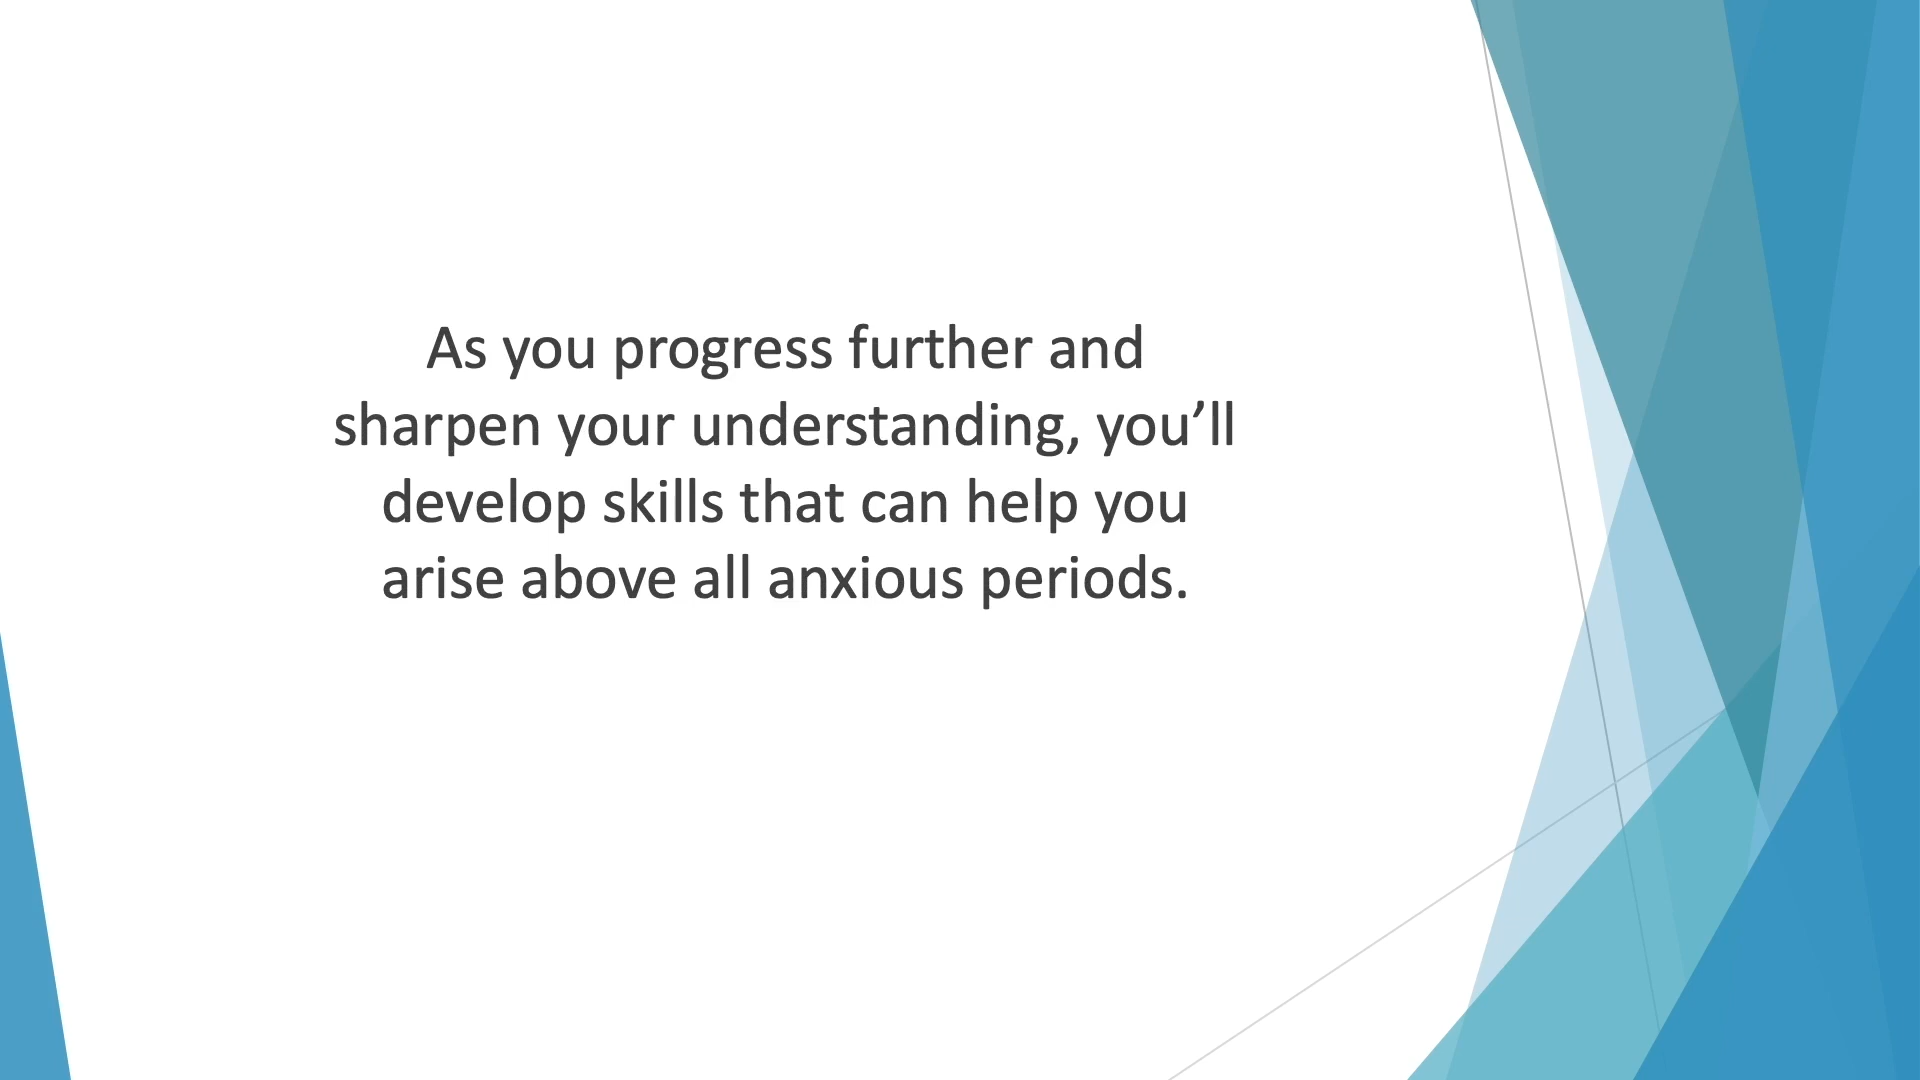 As you progress further and
sharpen your understanding, you’ll
develop skills that can help you
arise above all anxious periods.